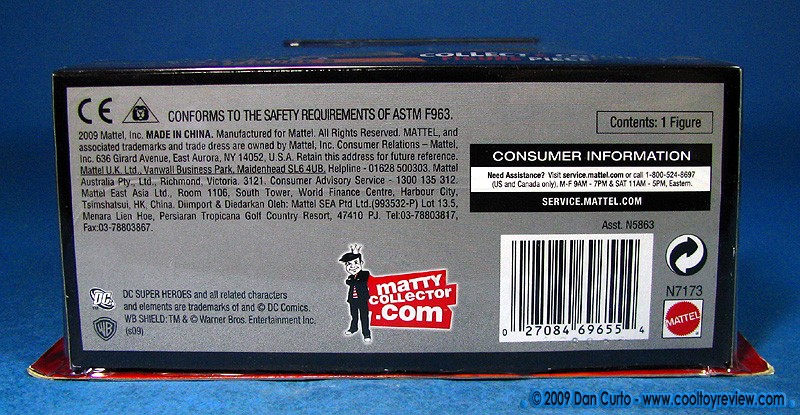 COLLECT
FIGURE PIECE
CE CONFORMS TO THE SAFETY REQUIREMENTS OF ASTM F963.
2009 Mattel, Inc. MADE IN CHINA. Manufactured for Mattel. All Rights Reserved. MATTEL, and
associated trademarks and trade dress are owned by Mattel, Inc. Consumer Relations – Mattel,
Inc. 636 Girard Avenue, East Aurora, NY 14052, U.S.A. Retain this address for future reference.
Mattel U.K. Ltd., Vanwall Business Park, Maidenhead SL6 4UB. Helpline - 01628 500303. Mattel
Australia Pty., Ltd., Richmond, Victoria. 3121. Consumer Advisory Service - 1300 135 312.
Mattel East Asia Ltd., Room 1106, South Tower, World Finance Centre, Harbour City,
Tsimshatsui, HK, China. Diimport & Diedarkan Oleh: Mattel SEA Ptd Ltd.(993532-P) Lot 13.5,
Menara Lien Hoe, Persiaran Tropicana Golf Country Resort, 47410 PJ. Tel:03-78803817,
Fax:03-78803867.
Contents: 1 Figure
CONSUMER INFORMATION
Need Assistance? Visit service.mattel.com or call 1-800-524-8697
(US and Canada only), M-F 9AM - 7PM & SAT 11AM - 5PM, Eastern.
SERVICE.MATTEL.COM
Asst. N5863
DC
DC SUPER HEROES and all related characters
and elements are trademarks of and © DC Comics.
WB
WB SHIELD: TM & © Warner Bros. Entertainment Inc.
(s09)
matty
COLLECTOR
.com
0 27084 69655 4
N7173
MATTEL
© 2009 Dan Curto - www.cooltoyreview.com